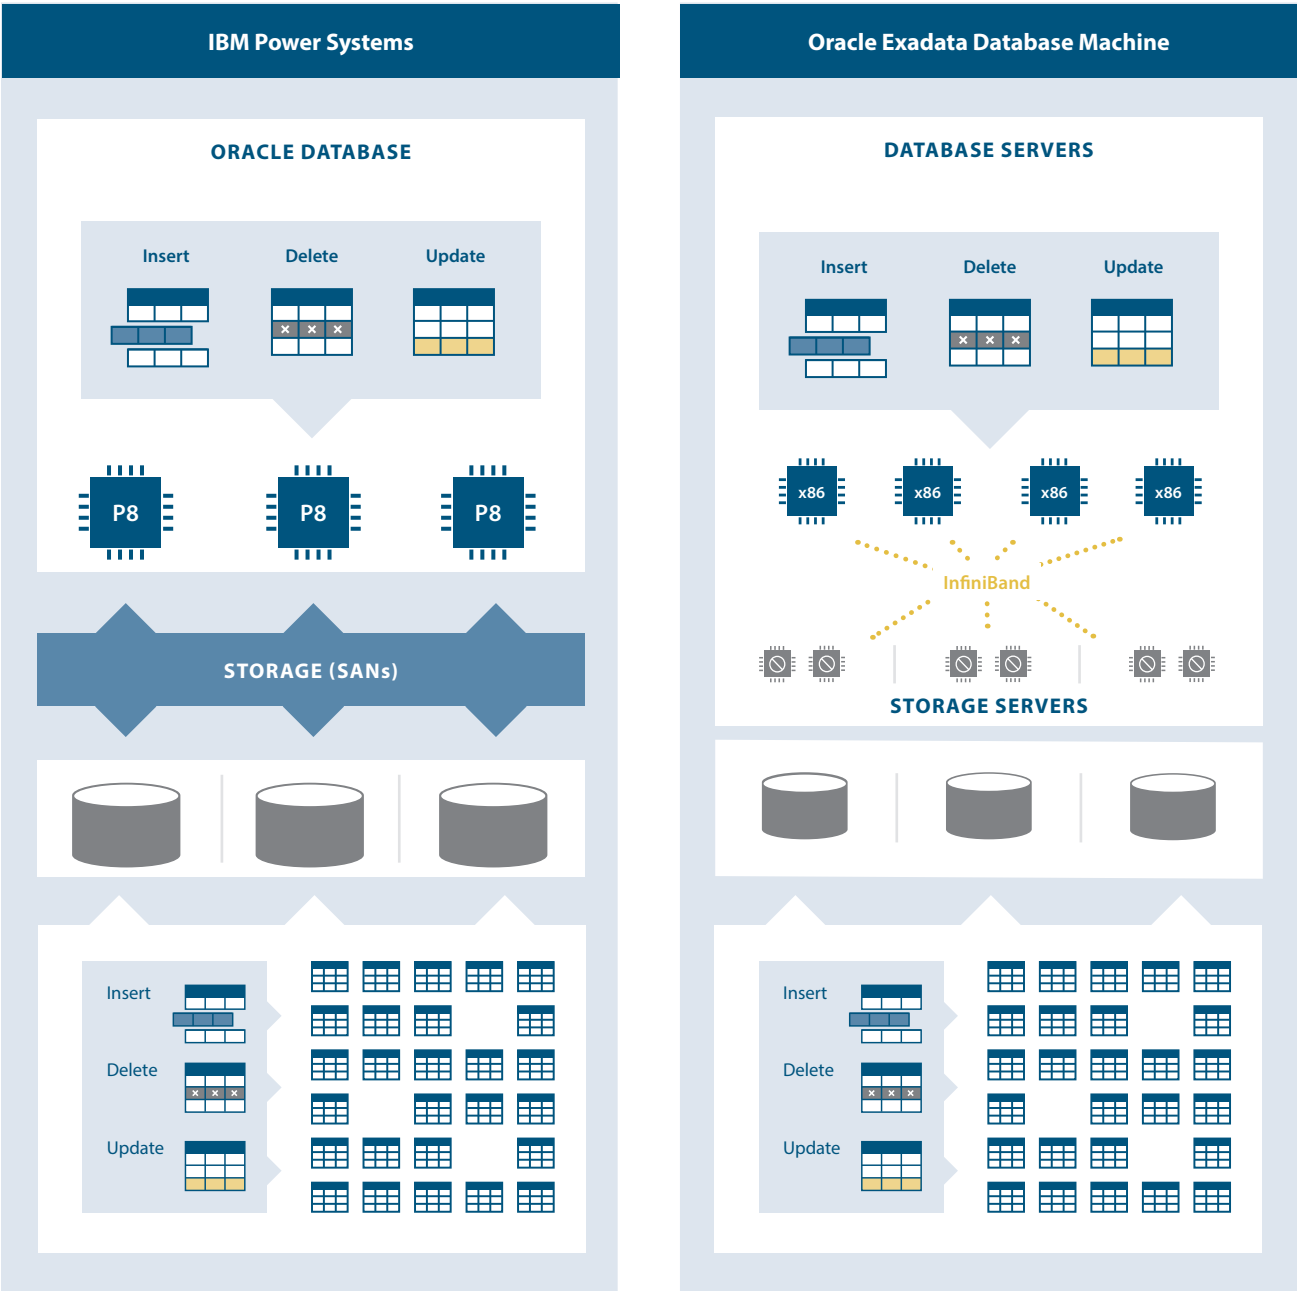 IBM Power Systems
ORACLE DATABASE
Insert Delete Update
P8 P8 P8
STORAGE (SANs)
Insert
Delete
Update
Oracle Exadata Database Machine
DATABASE SERVERS
Insert Delete Update
x86 x86 x86 x86
InfiniBand
STORAGE SERVERS
Insert
Delete
Update